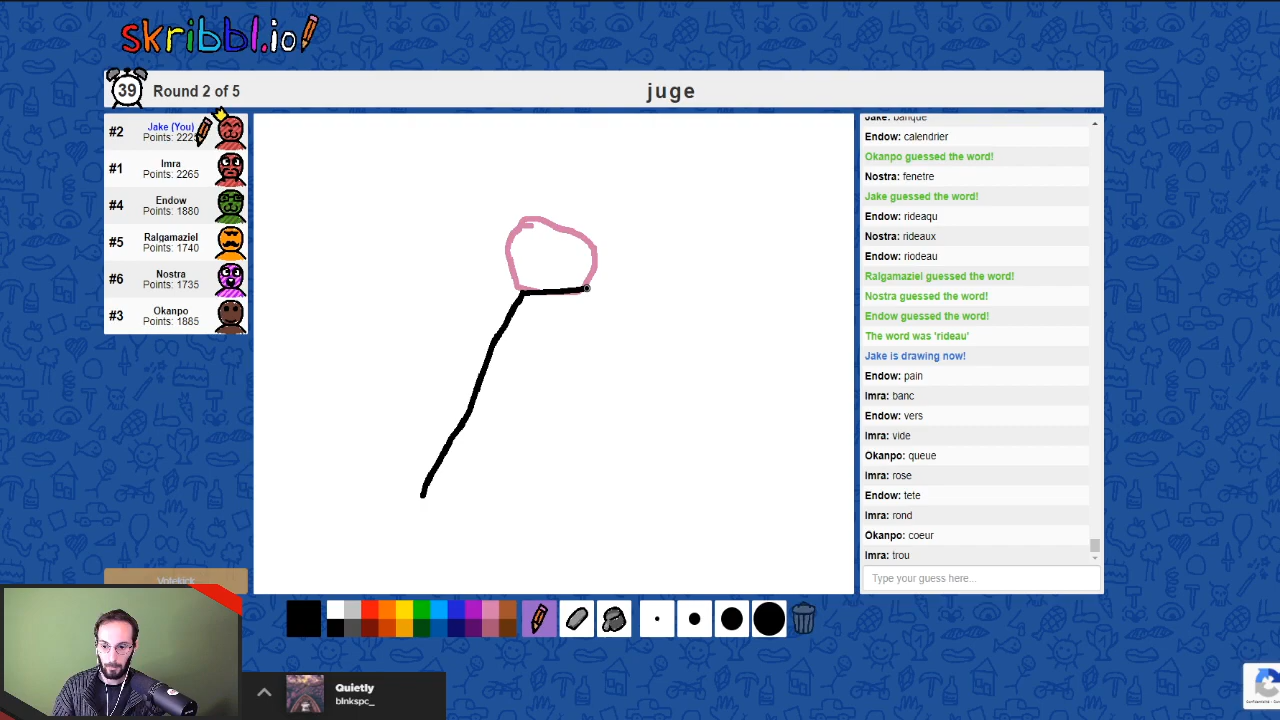 skribbl.io
39
Round 2 of 5
juge
#2
Jake (You)
Points: 2225
#1
Imra
Points: 2265
#4
Endow
Points: 1880
#5
Ralgamaziel
Points: 1740
#6
Nostra
Points: 1735
#3
Okanpo
Points: 1885
Jake: banque
Endow: calendrier
Okanpo guessed the word!
Nostra: fenetre
Jake guessed the word!
Endow: rideaqu
Nostra: rideaux
Endow: riodeau
Ralgamaziel guessed the word!
Nostra guessed the word!
Endow guessed the word!
The word was 'rideau'
Jake is drawing now!
Endow: pain
Imra: banc
Endow: vers
Imra: vide
Okanpo: queue
Imra: rose
Endow: tete
Imra: rond
Okanpo: coeur
Imra: trou
Type your guess here...
Votekick
Quietly
blnkspc_